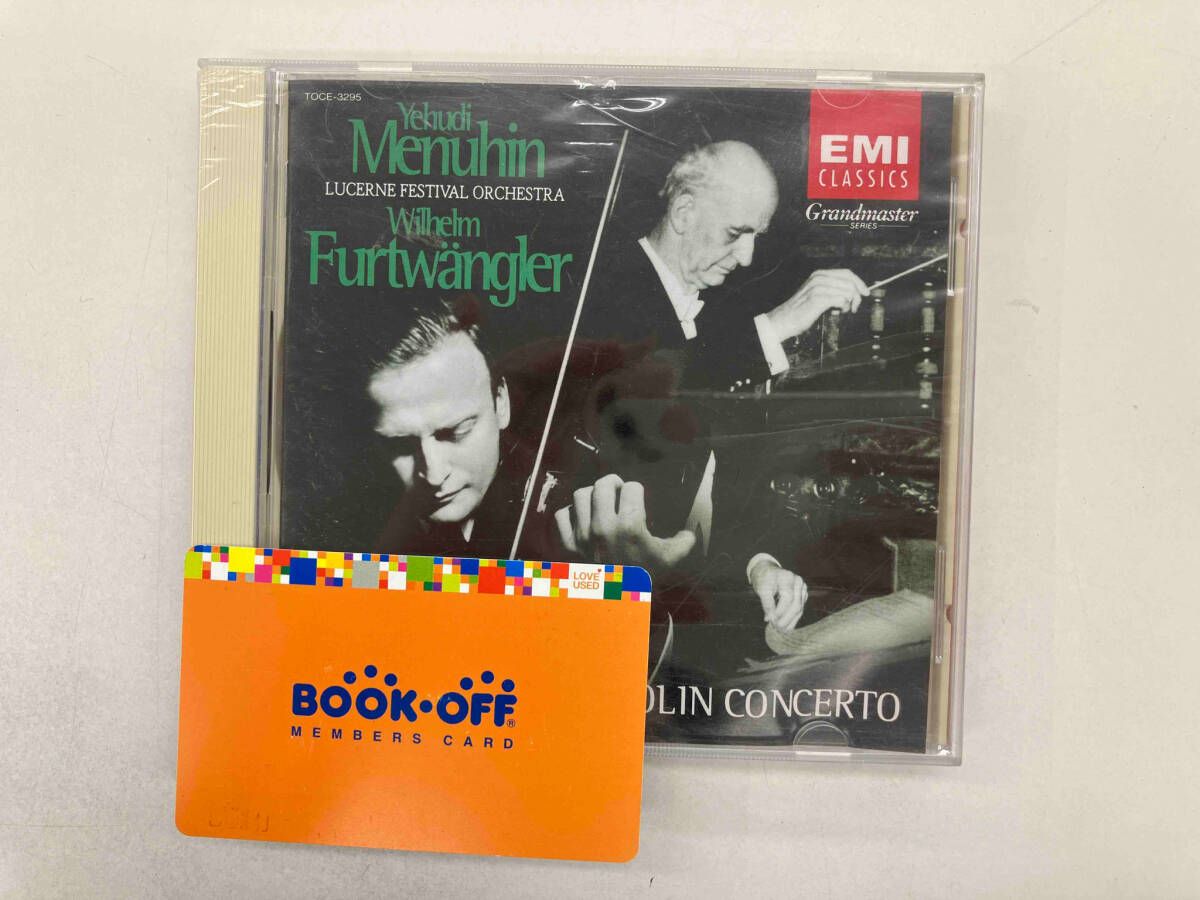 TOCE-3295
Yehudi
Menuhin
LUCERNE FESTIVAL ORCHESTRA
Wilhelm
Furtwängler
EMI
CLASSICS
Grandmaster
SERIES
OLIN CONCERTO
LOVE
USED
BOOK·OFF®
MEMBERS CARD